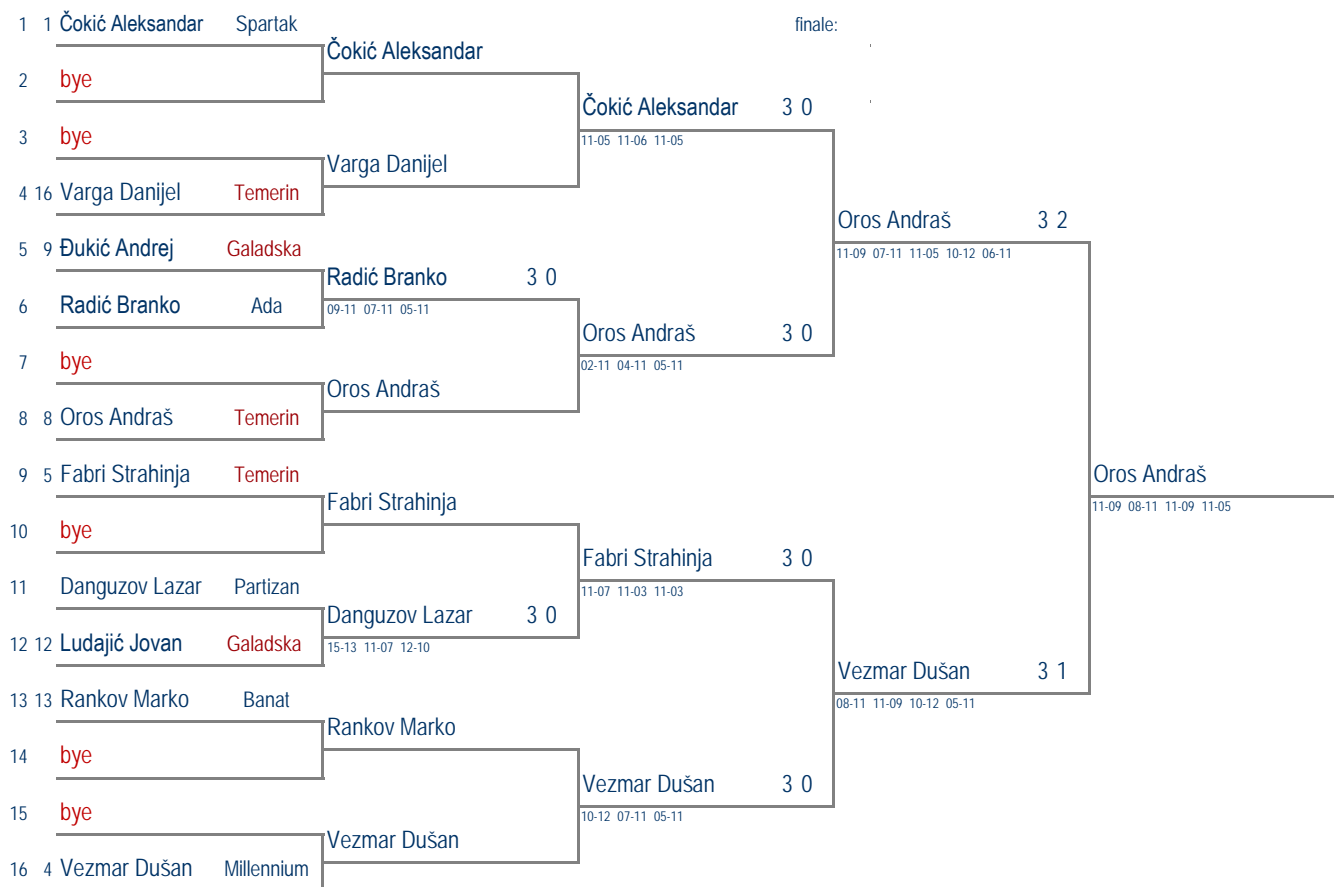 1 1 Čokić Aleksandar Spartak finale:
Čokić Aleksandar
2 bye
Čokić Aleksandar 3 0
3 bye
11-05 11-06 11-05
Varga Danijel
4 16 Varga Danijel Temerin
Oros Andraš 3 2
5 9 Đukić Andrej Galadska
11-09 07-11 11-05 10-12 06-11
Radić Branko 3 0
6 Radić Branko Ada
09-11 07-11 05-11
Oros Andraš 3 0
7 bye
02-11 04-11 05-11
Oros Andraš
8 8 Oros Andraš Temerin
9 5 Fabri Strahinja Temerin
Oros Andraš
Fabri Strahinja
11-09 08-11 11-09 11-05
10 bye
Fabri Strahinja 3 0
11 Danguzov Lazar Partizan
11-07 11-03 11-03
Danguzov Lazar 3 0
12 12 Ludajić Jovan Galadska
15-13 11-07 12-10
Vezmar Dušan 3 1
13 13 Rankov Marko Banat
08-11 11-09 10-12 05-11
Rankov Marko
14 bye
Vezmar Dušan 3 0
15 bye
10-12 07-11 05-11
Vezmar Dušan
16 4 Vezmar Dušan Millennium